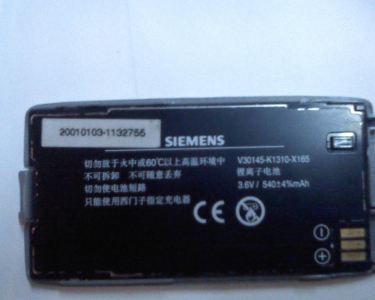 20010103-1132755
SIEMENS
切勿放于火中或60℃以上高温环境中
不可拆卸 不可随意丢弃
切勿使电池短路
只能使用西门子指定充电器
V30145-K1310-X165
锂离子电池
3.6V/ 540±4%mAh
CE